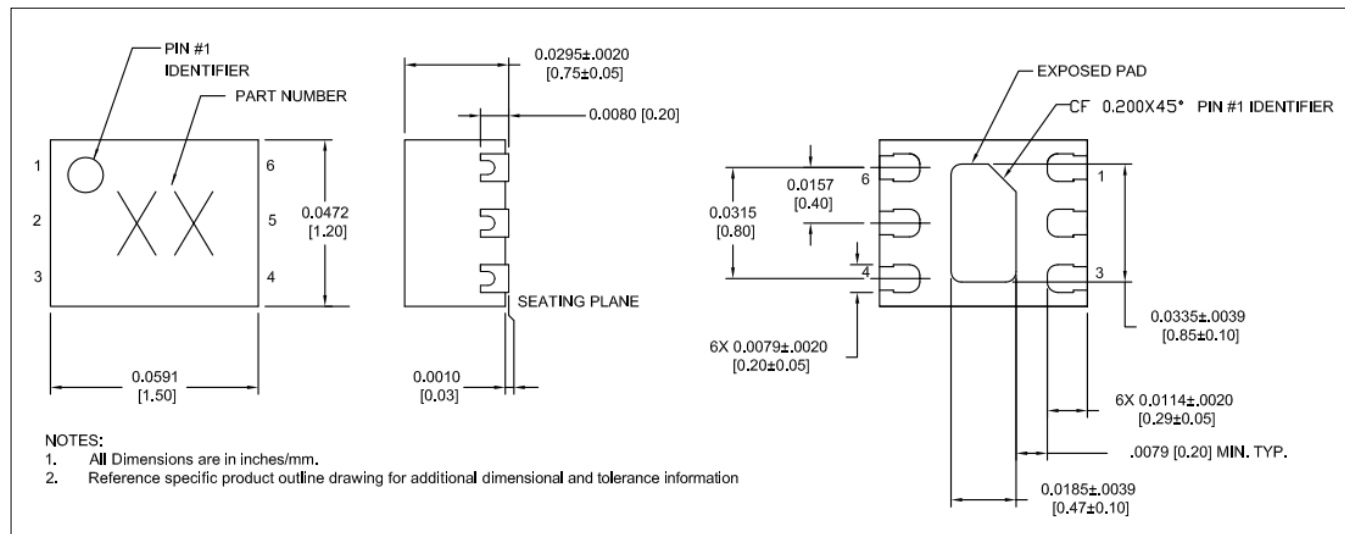 PIN #1
IDENTIFIER
PART NUMBER
1
2
3
6
5
4
0.0472
[1.20]
0.0591
[1.50]
0.0295±.0020
[0.75±0.05]
0.0080 [0.20]
SEATING PLANE
0.0010
[0.03]
EXPOSED PAD
CF 0.200X45° PIN #1 IDENTIFIER
6
4
1
3
0.0157
[0.40]
0.0315
[0.80]
6X 0.0079±.0020
[0.20±0.05]
0.0335±.0039
[0.85±0.10]
6X 0.0114±.0020
[0.29±0.05]
.0079 [0.20] MIN. TYP.
0.0185±.0039
[0.47±0.10]
XX
NOTES:
1. All Dimensions are in inches/mm.
2. Reference specific product outline drawing for additional dimensional and tolerance information